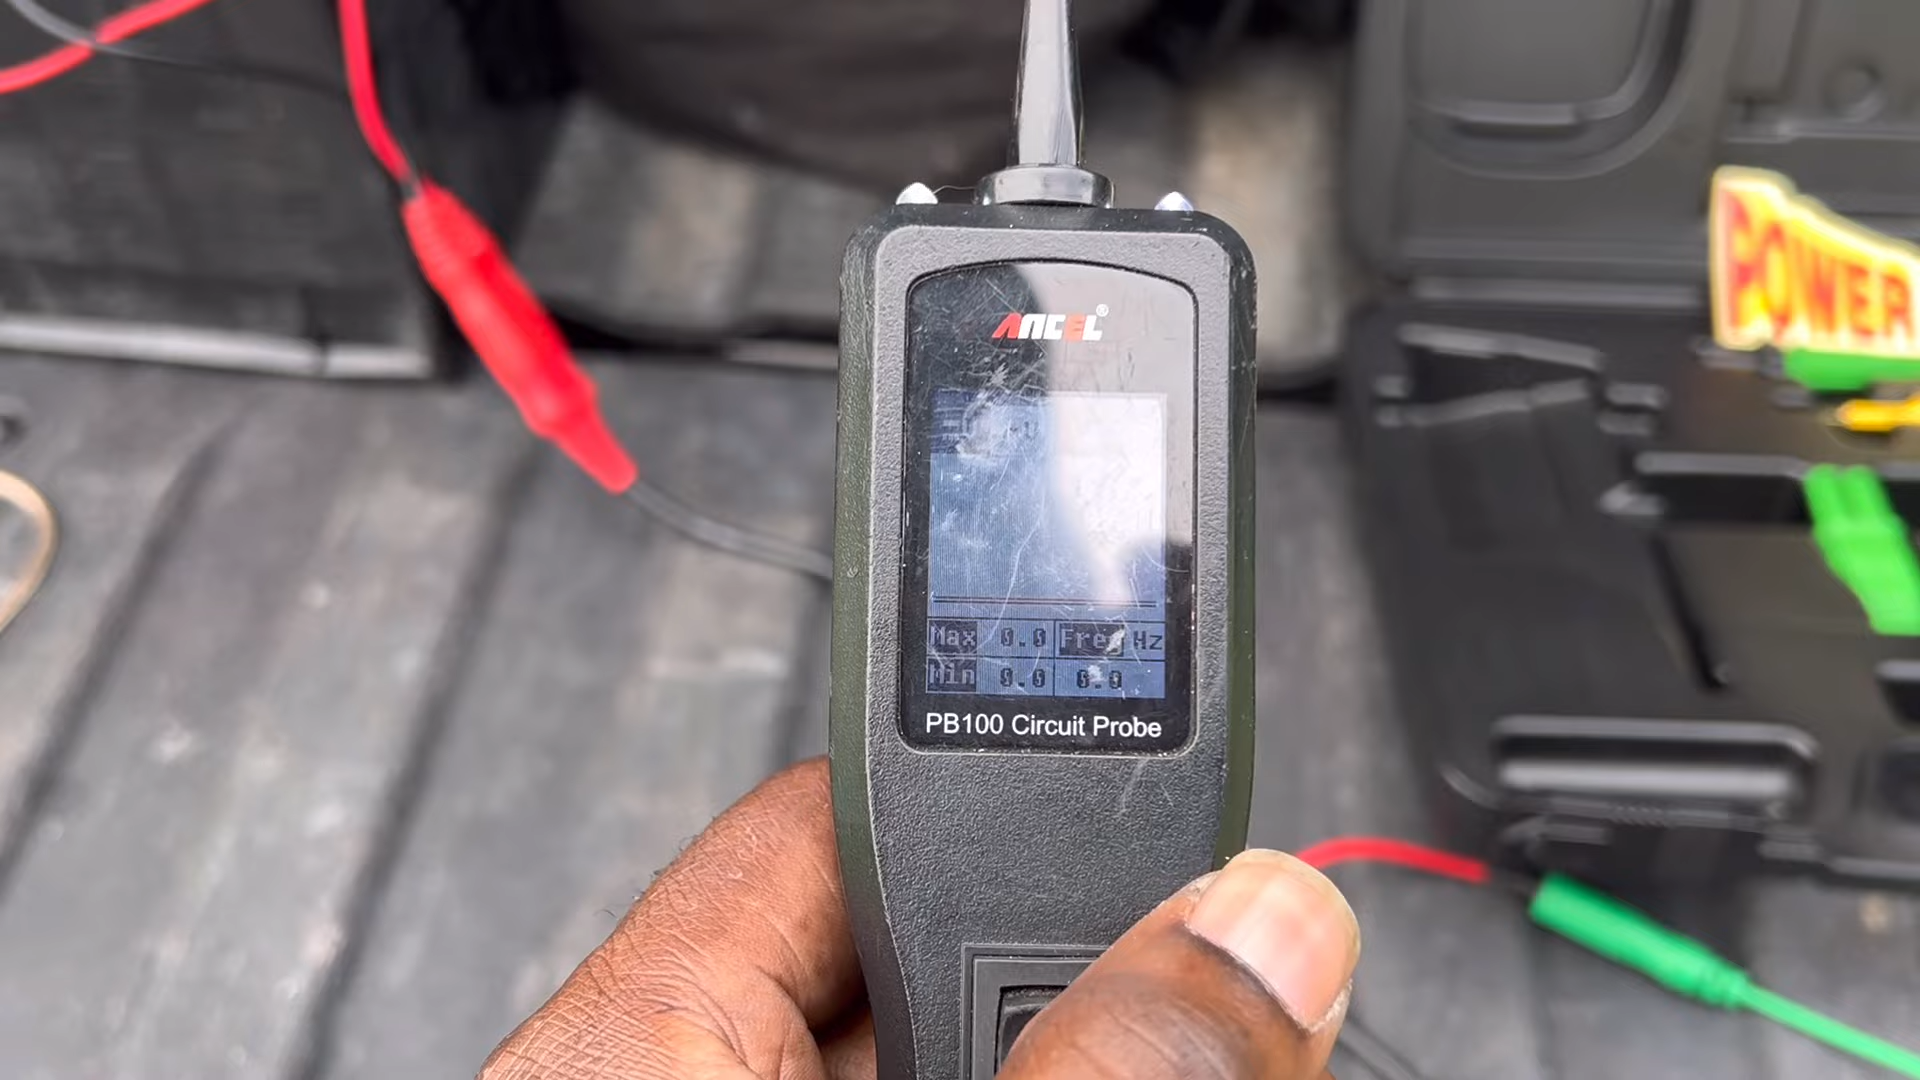 ANCEL®
Max 0.0 Freq Hz
Min 0.0 0.0
PB100 Circuit Probe
POWER